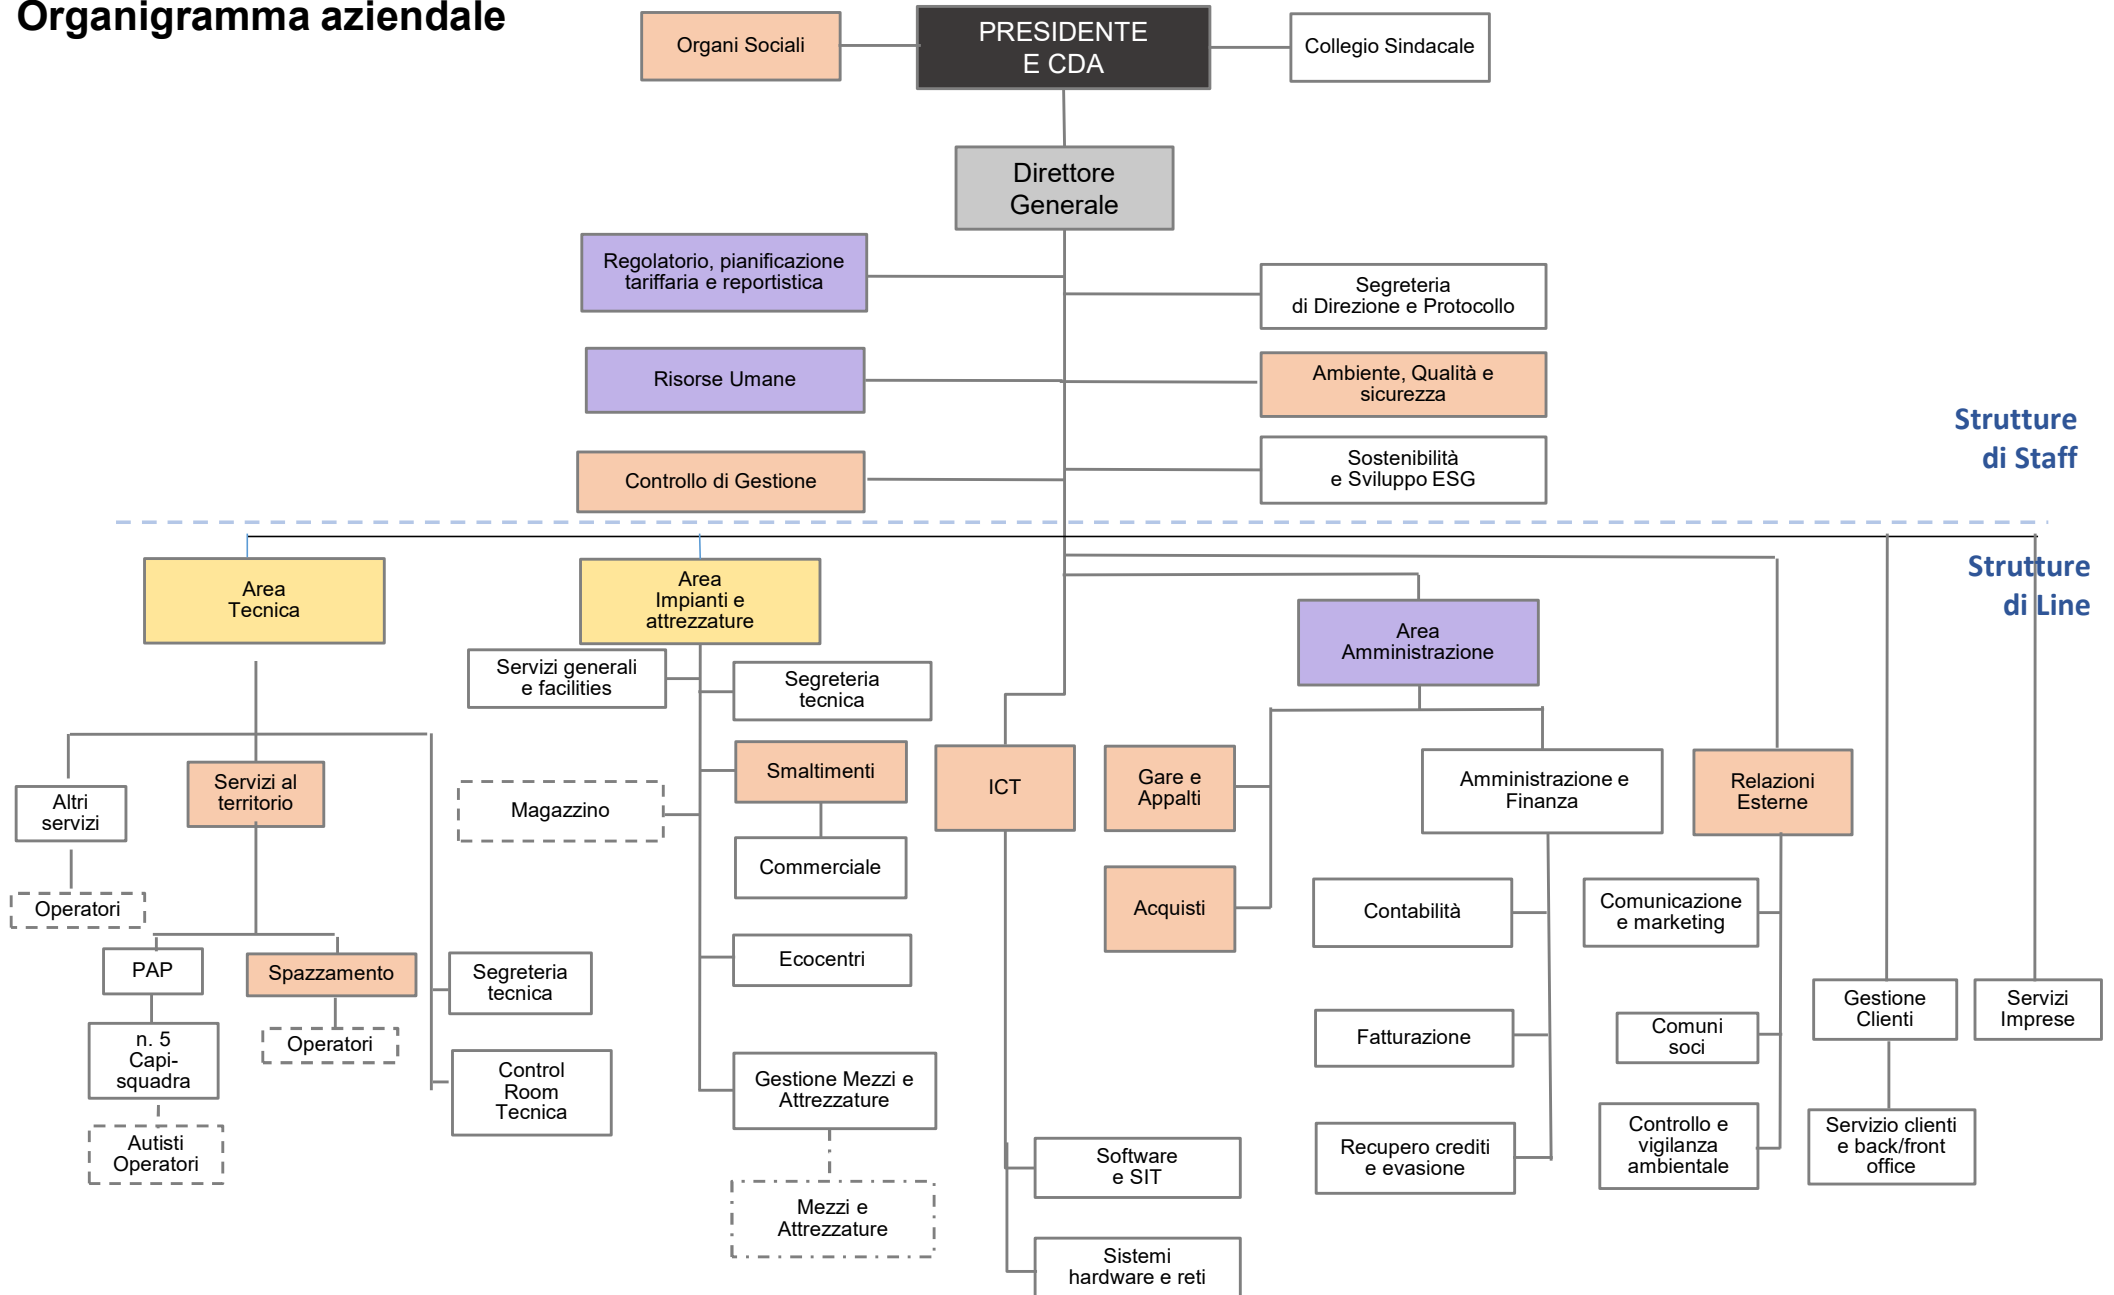 Organigramma aziendale
Organi Sociali
PRESIDENTE
E CDA
Collegio Sindacale
Direttore
Generale
Regolatorio, pianificazione
tariffaria e reportistica
Segreteria
di Direzione e Protocollo
Risorse Umane
Ambiente, Qualità e
sicurezza
Controllo di Gestione
Sostenibilità
e Sviluppo ESG
Strutture
di Staff
Strutture
di Line
Area
Tecnica
Area
Impianti e
attrezzature
Area
Amministrazione
Servizi generali
e facilities
Segreteria
tecnica
Altri
servizi
Servizi al
territorio
Magazzino
Smaltimenti
ICT
Gare e
Appalti
Amministrazione e
Finanza
Relazioni
Esterne
Commerciale
Operatori
Acquisti
Contabilità
Comunicazione
e marketing
PAP
Spazzamento
Segreteria
tecnica
Ecocentri
Gestione
Clienti
Servizi
Imprese
n. 5
Capi-
squadra
Operatori
Control
Room
Tecnica
Gestione Mezzi e
Attrezzature
Fatturazione
Comuni
soci
Autisti
Operatori
Mezzi e
Attrezzature
Software
e SIT
Recupero crediti
e evasione
Controllo e
vigilanza
ambientale
Servizio clienti
e back/front
office
Sistemi
hardware e reti